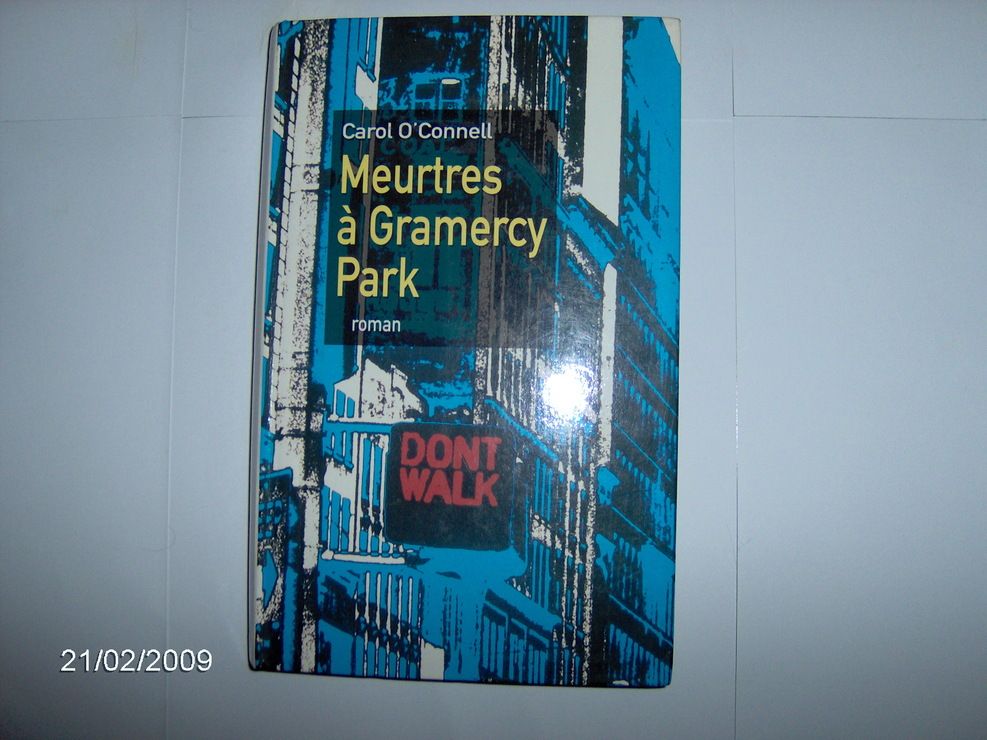 Carol O'Connell
Meurtres
à Gramercy
Park
roman
DONT
WALK
21/02/2009